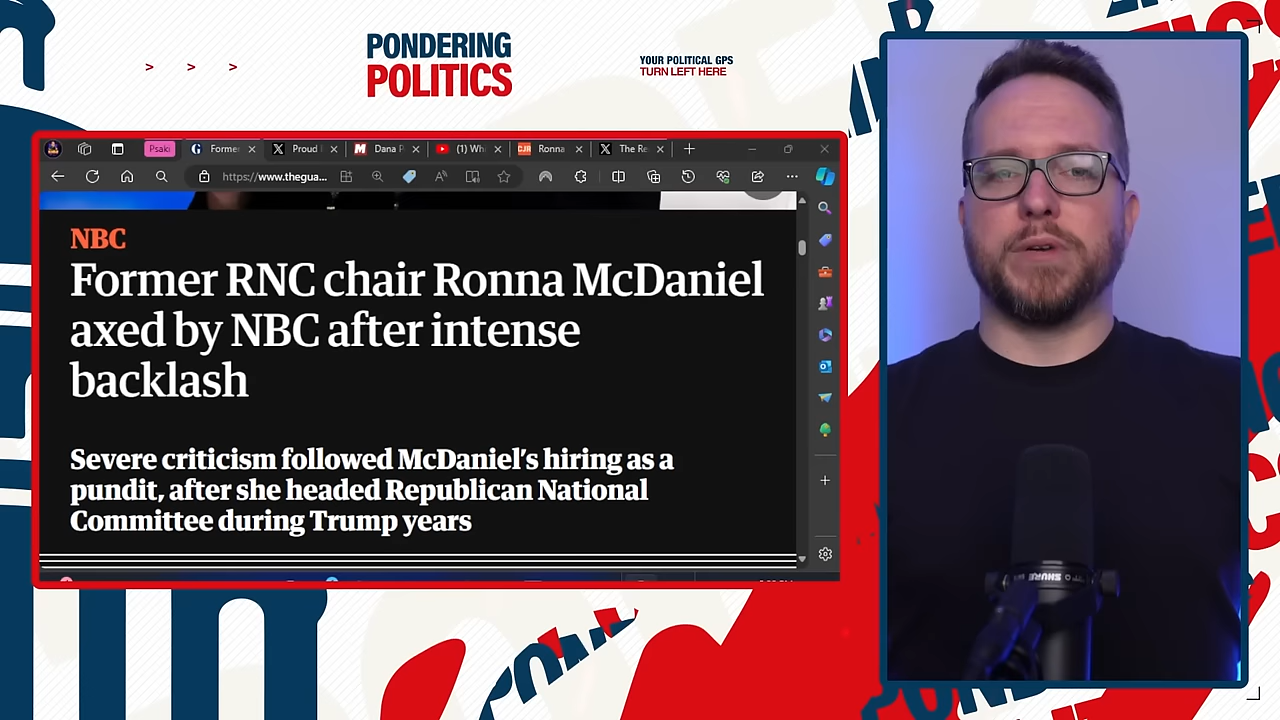 PONDERING
POLITICS
YOUR POLITICAL GPS
TURN LEFT HERE
> > >
Psaki
Former
Proud
Dana P
(1) Wh
Ronna
The Re
https://www.thegua...
NBC
Former RNC chair Ronna McDaniel
axed by NBC after intense
backlash
Severe criticism followed McDaniel's hiring as a
pundit, after she headed Republican National
Committee during Trump years
SHURE